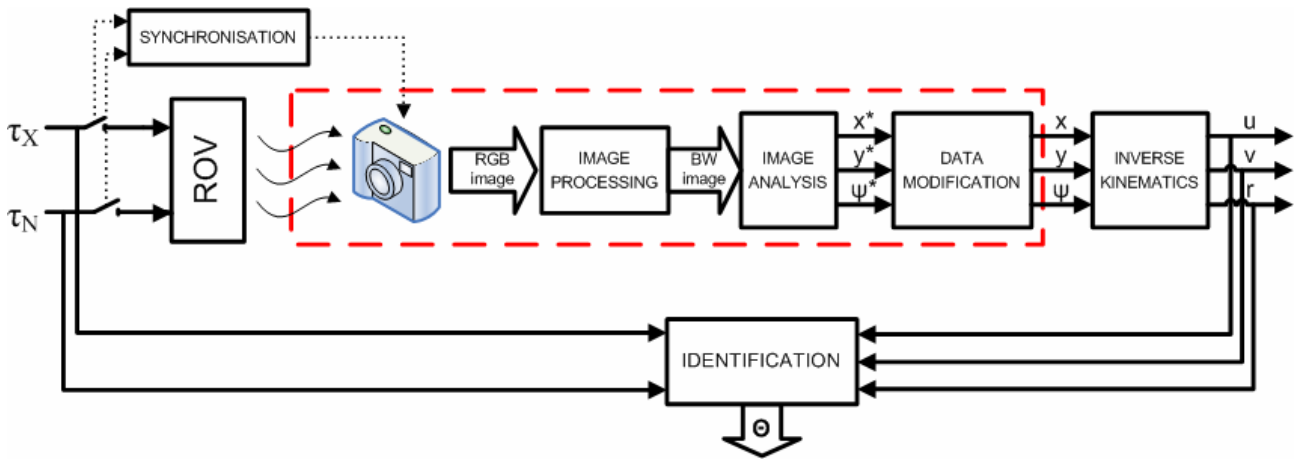 SYNCHRONISATION
τX
τN
ROV
RGB
image
IMAGE
PROCESSING
BW
image
IMAGE
ANALYSIS
x*
y*
ψ*
DATA
MODIFICATION
x
y
ψ
INVERSE
KINEMATICS
u
v
r
IDENTIFICATION
Θ